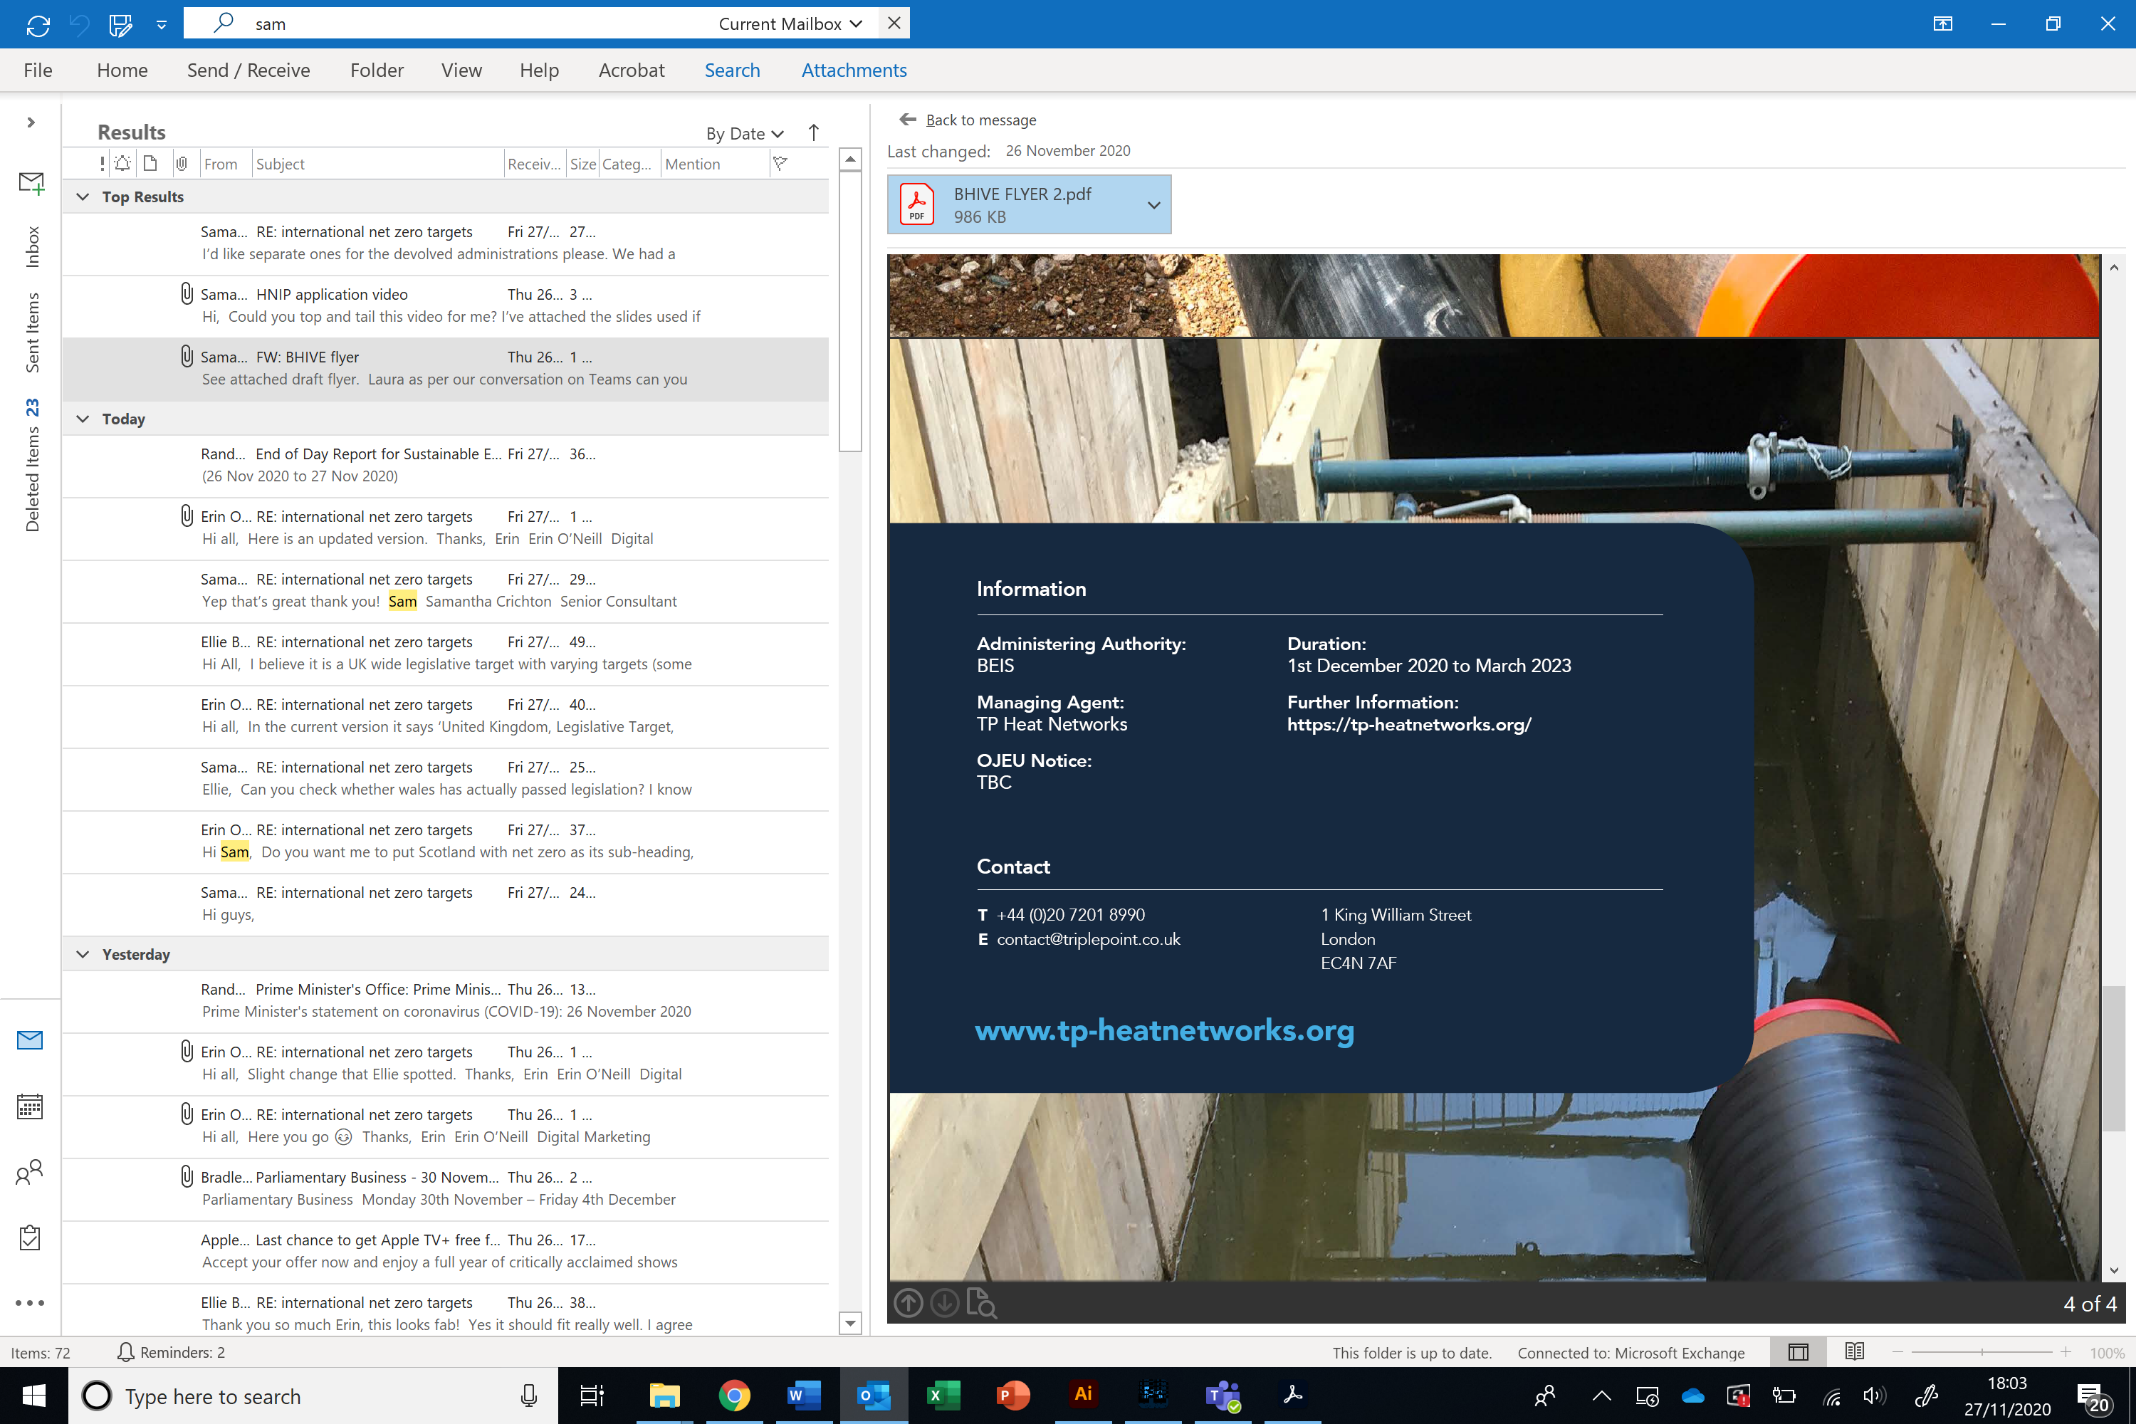 sam
Current Mailbox
File Home Send / Receive Folder View Help Acrobat Search Attachments
Inbox
Sent Items
Deleted Items 23
Results
By Date
! From Subject Receiv... Size Categ... Mention
Top Results
Sama... RE: international net zero targets Fri 27/... 27...
I'd like separate ones for the devolved administrations please. We had a
Sama... HNIP application video Thu 26... 3 ...
Hi, Could you top and tail this video for me? I've attached the slides used if
Sama... FW: BHIVE flyer Thu 26... 1 ...
See attached draft flyer. Laura as per our conversation on Teams can you
Today
Rand... End of Day Report for Sustainable E... Fri 27/... 36...
(26 Nov 2020 to 27 Nov 2020)
Erin O... RE: international net zero targets Fri 27/... 1 ...
Hi all, Here is an updated version. Thanks, Erin Erin O'Neill Digital
Sama... RE: international net zero targets Fri 27/... 29...
Yep that's great thank you! Sam Samantha Crichton Senior Consultant
Ellie B... RE: international net zero targets Fri 27/... 49...
Hi All, I believe it is a UK wide legislative target with varying targets (some
Erin O... RE: international net zero targets Fri 27/... 40...
Hi all, In the current version it says 'United Kingdom, Legislative Target,
Sama... RE: international net zero targets Fri 27/... 25...
Ellie, Can you check whether wales has actually passed legislation? I know
Erin O... RE: international net zero targets Fri 27/... 37...
Hi Sam, Do you want me to put Scotland with net zero as its sub-heading,
Sama... RE: international net zero targets Fri 27/... 24...
Hi guys,
Yesterday
Rand... Prime Minister's Office: Prime Minis... Thu 26... 13...
Prime Minister's statement on coronavirus (COVID-19): 26 November 2020
Erin O... RE: international net zero targets Thu 26... 1 ...
Hi all, Slight change that Ellie spotted. Thanks, Erin Erin O'Neill Digital
Erin O... RE: international net zero targets Thu 26... 1 ...
Hi all, Here you go Thanks, Erin Erin O'Neill Digital Marketing
Bradle... Parliamentary Business - 30 Novem... Thu 26... 2 ...
Parliamentary Business Monday 30th November – Friday 4th December
Apple... Last chance to get Apple TV+ free f... Thu 26... 17...
Accept your offer now and enjoy a full year of critically acclaimed shows
Ellie B... RE: international net zero targets Thu 26... 38...
Thank you so much Erin, this looks fab! Yes it should fit really well. I agree
Back to message
Last changed: 26 November 2020
PDF
BHIVE FLYER 2.pdf
986 KB
Information
Administering Authority:
BEIS
Managing Agent:
TP Heat Networks
OJEU Notice:
TBC
Duration:
1st December 2020 to March 2023
Further Information:
https://tp-heatnetworks.org/
Contact
T +44 (0)20 7201 8990
E contact@triplepoint.co.uk
1 King William Street
London
EC4N 7AF
www.tp-heatnetworks.org
4 of 4
Items: 72 Reminders: 2
This folder is up to date. Connected to: Microsoft Exchange 100%
Type here to search
W
O
X
P
Ai
T
18:03
27/11/2020
20